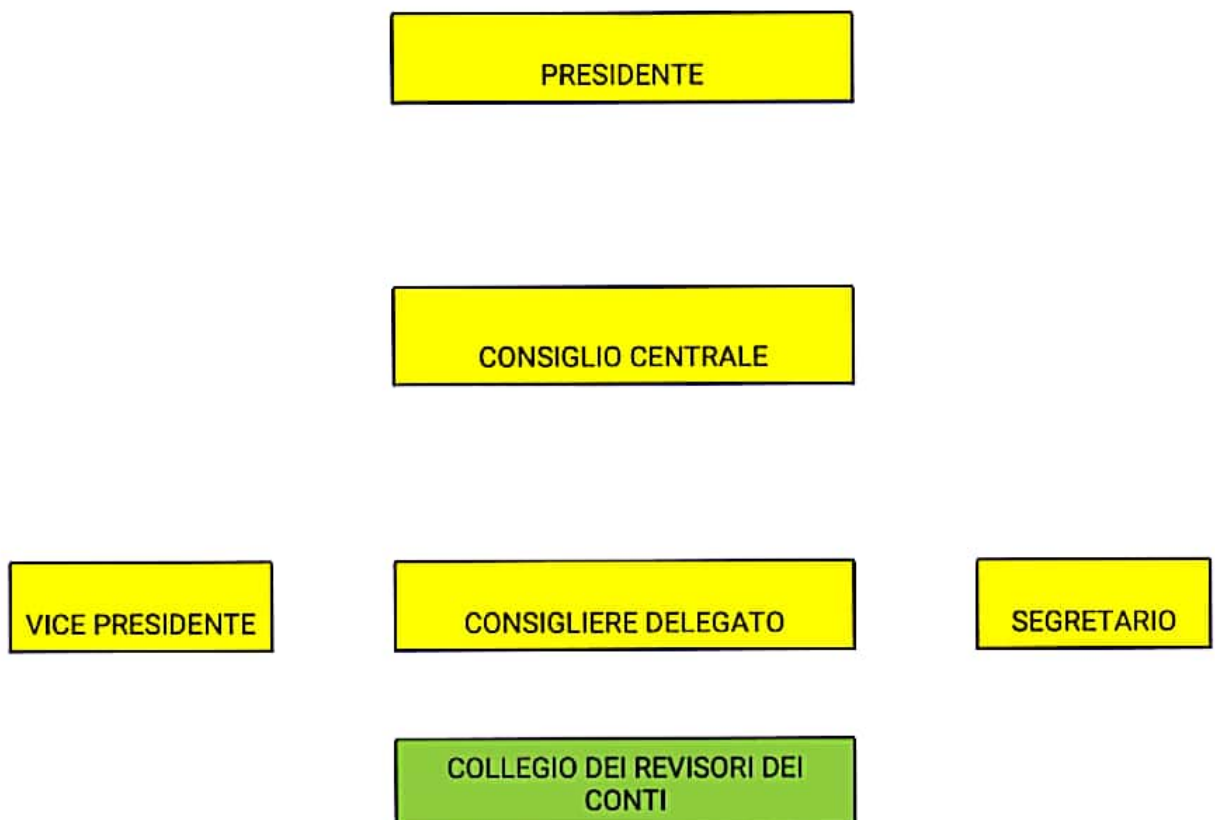 PRESIDENTE
CONSIGLIO CENTRALE
VICE PRESIDENTE
CONSIGLIERE DELEGATO
SEGRETARIO
COLLEGIO DEI REVISORI DEI
CONTI